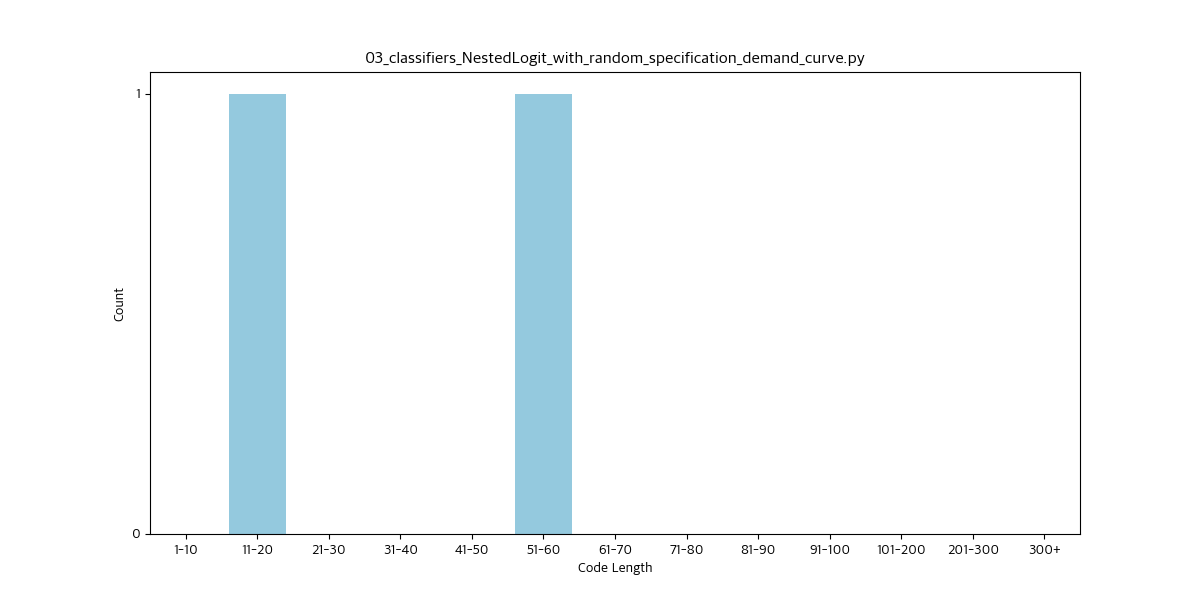 03_classifiers_NestedLogit_with_random_specification_demand_curve.py
1
0
Count
1-10 11-20 21-30 31-40 41-50 51-60 61-70 71-80 81-90 91-100 101-200 201-300 300+
Code Length